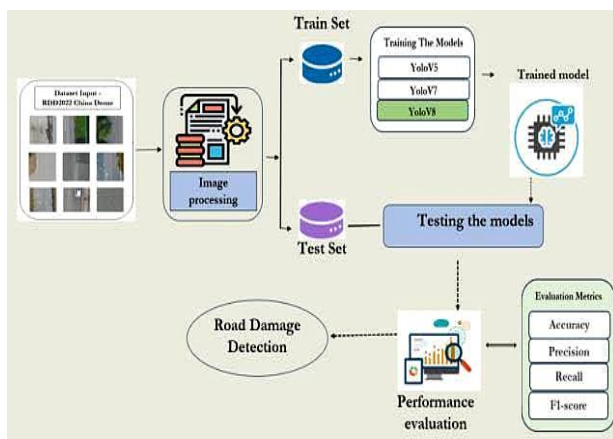 Train Set
Training The Models
YoloV5
YoloV7
YoloV8
Trained model
Dataset Input -
RDD2022 China Drone
Image
processing
Test Set
Testing the models
Road Damage
Detection
Performance
evaluation
Evaluation Metrics
Accuracy
Precision
Recall
F1-score